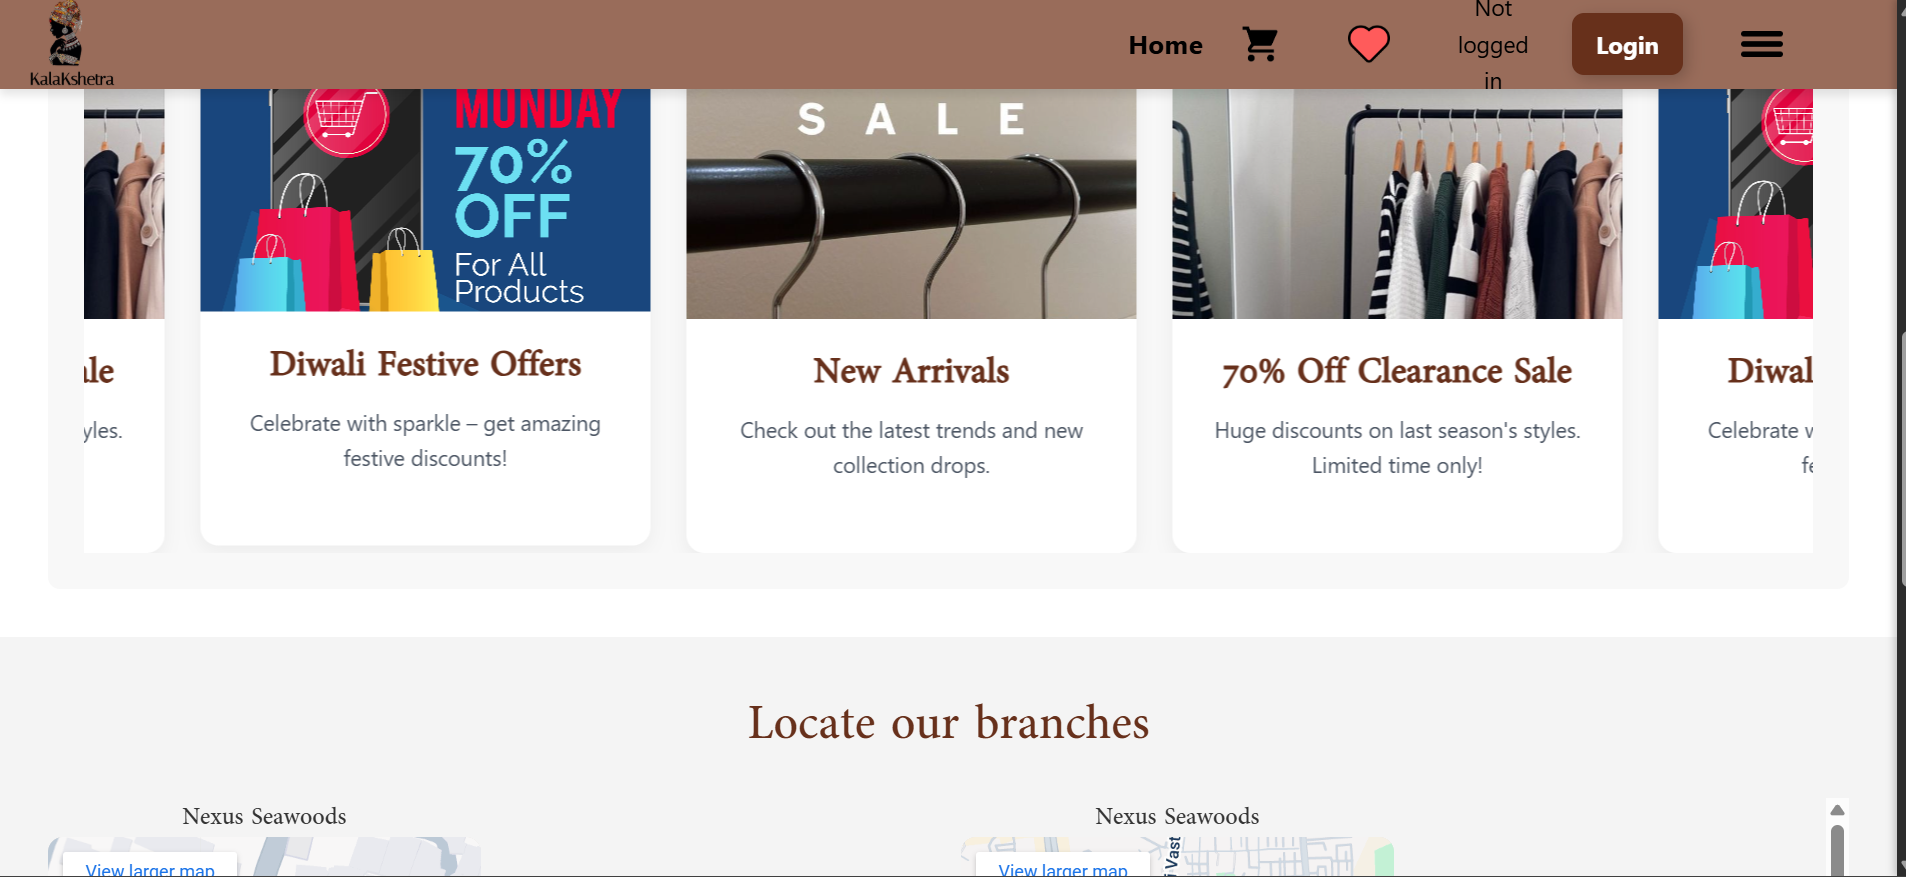 KalaKshetra
Home
Not
logged
in
Login
MONDAY
70%
OFF
For All
Products
SALE
ale
Diwali Festive Offers
New Arrivals
70% Off Clearance Sale
Diwal
yles.
Celebrate with sparkle – get amazing
festive discounts!
Check out the latest trends and new
collection drops.
Huge discounts on last season's styles.
Limited time only!
Celebrate w
fe
Locate our branches
Nexus Seawoods
Nexus Seawoods
View larger map
View larger map
i Vast